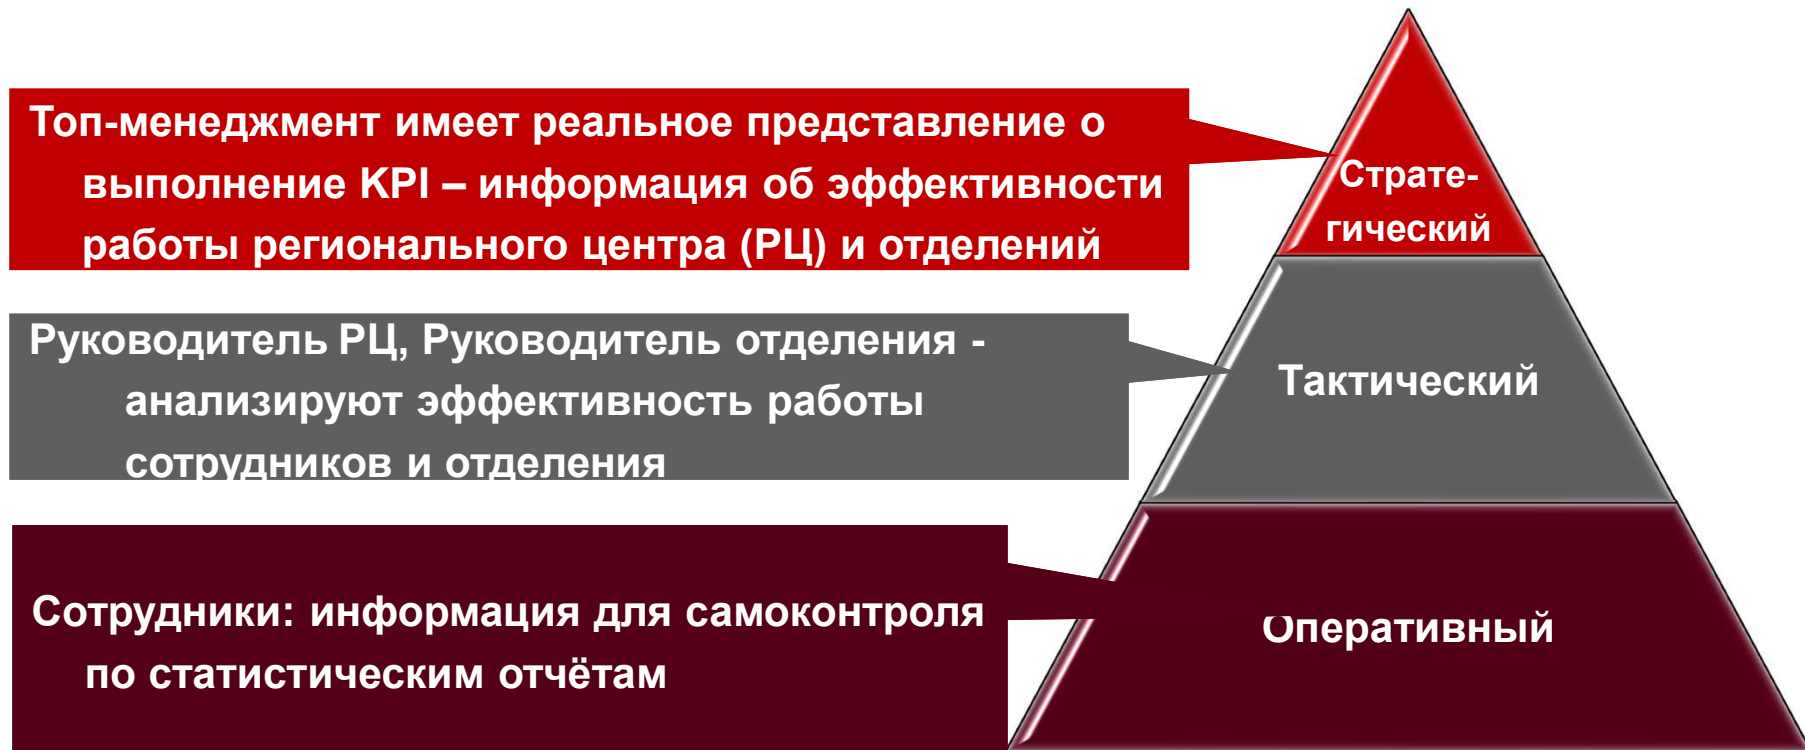 Топ-менеджмент имеет реальное представление о
выполнение KPI – информация об эффективности
работы регионального центра (РЦ) и отделений
Страте-
гический
Руководитель РЦ, Руководитель отделения -
анализируют эффективность работы
сотрудников и отделения
Тактический
Сотрудники: информация для самоконтроля
по статистическим отчётам
Оперативный